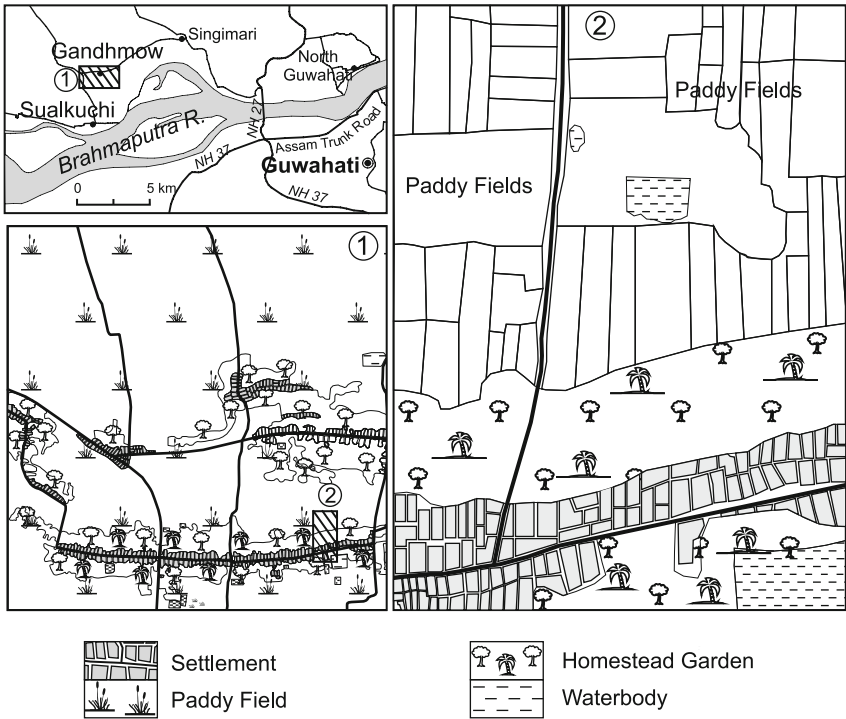 Singimari
Gandhmow
1
North
Guwahati
Sualkuchi
Brahmaputra R.
NH 27
Assam Trunk Road
NH 37
Guwahati
0 5 km
NH 37
1
2
2
Paddy Fields
Paddy Fields
Settlement
Paddy Field
Homestead Garden
Waterbody